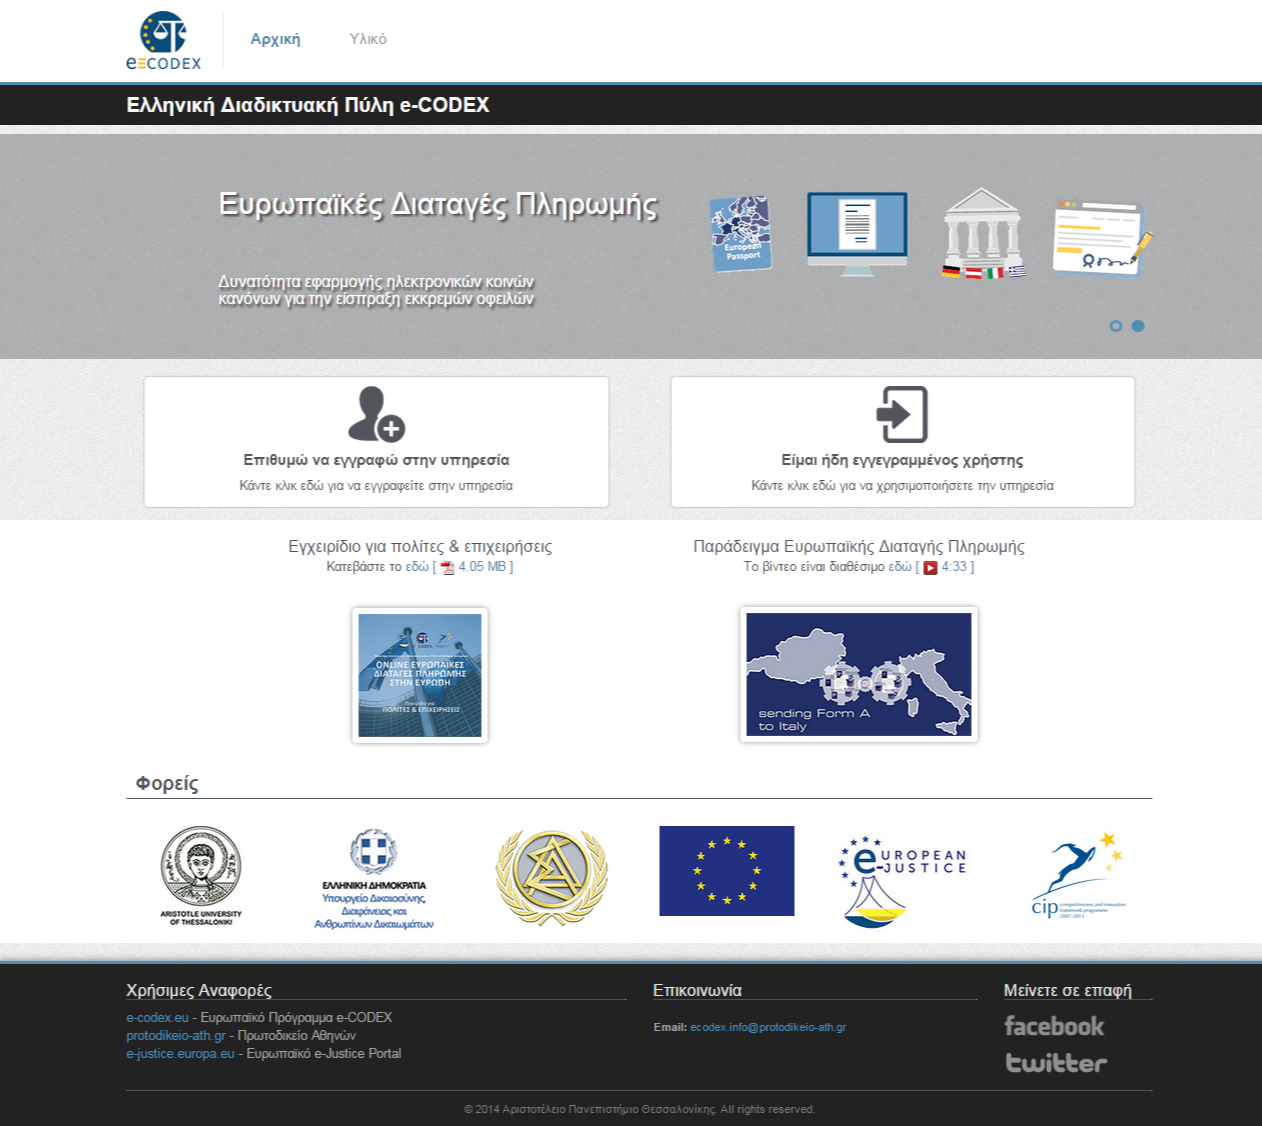 e-CODEX
Αρχική
Υλικό
Ελληνική Διαδικτυακή Πύλη e-CODEX
Ευρωπαϊκές Διαταγές Πληρωμής
European
Passport
Δυνατότητα εφαρμογής ηλεκτρονικών κοινών
κανόνων για την είσπραξη εκκρεμών οφειλών
Επιθυμώ να εγγραφώ στην υπηρεσία
Κάντε κλικ εδώ για να εγγραφείτε στην υπηρεσία
Είμαι ήδη εγγεγραμμένος χρήστης
Κάντε κλικ εδώ για να χρησιμοποιήσετε την υπηρεσία
Εγχειρίδιο για πολίτες & επιχειρήσεις
Κατεβάστε το εδώ [ 4.05 MB ]
Παράδειγμα Ευρωπαϊκής Διαταγής Πληρωμής
Το βίντεο είναι διαθέσιμο εδώ [ 4:33 ]
ONLINE ΕΥΡΩΠΑΪΚΕΣ
ΔΙΑΤΑΓΕΣ ΠΛΗΡΩΜΗΣ
ΣΤΗΝ ΕΥΡΩΠΗ
ΠΟΛΙΤΕΣ & ΕΠΙΧΕΙΡΗΣΕΙΣ
sending Form A
to Italy
Φορείς
ARISTOTLE UNIVERSITY
OF THESSALONIKI
ΕΛΛΗΝΙΚΗ ΔΗΜΟΚΡΑΤΙΑ
Υπουργείο Δικαιοσύνης,
Διαφάνειας και
Ανθρωπίνων Δικαιωμάτων
EUROPEAN
e-JUSTICE
cip
competitiveness and innovation
framework programme
2007-2013
Χρήσιμες Αναφορές
e-codex.eu - Ευρωπαϊκό Πρόγραμμα e-CODEX
protodikeio-ath.gr - Πρωτοδικείο Αθηνών
e-justice.europa.eu - Ευρωπαϊκό e-Justice Portal
Επικοινωνία
Email: ecodex.info@protodikeio-ath.gr
Μείνετε σε επαφή
facebook
twitter
© 2014 Αριστοτέλειο Πανεπιστήμιο Θεσσαλονίκης. All rights reserved.